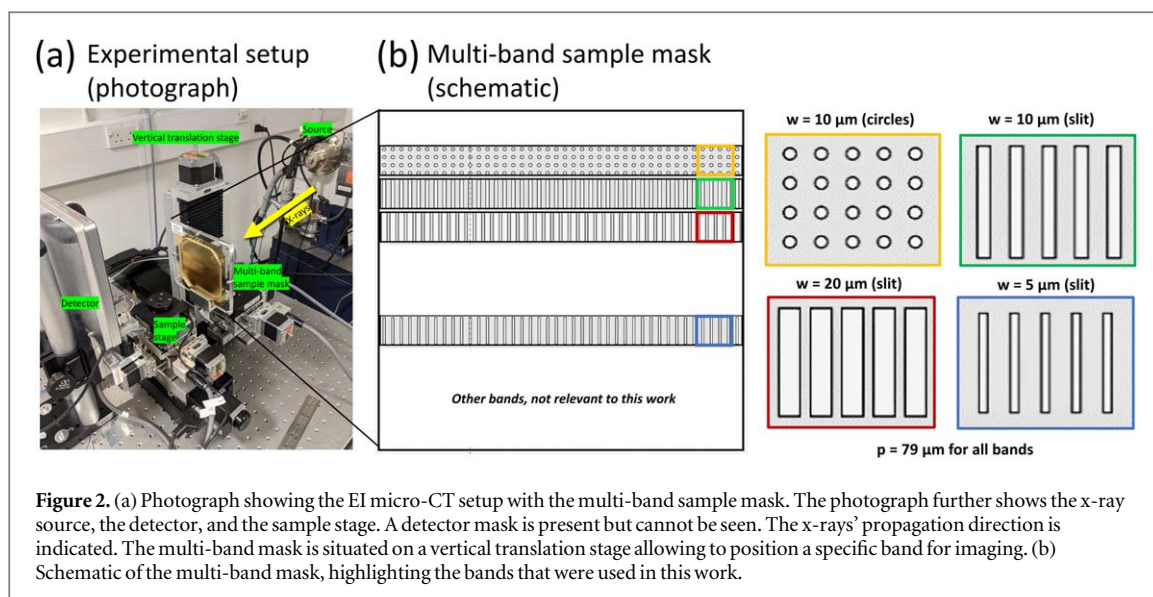 (a) Experimental setup
(photograph)
(b) Multi-band sample mask
(schematic)
Vertical translation stage
Source
X-rays
Multi-band
sample mask
Detector
Sample
stage
Other bands, not relevant to this work
w = 10 µm (circles)
w = 10 µm (slit)
w = 20 µm (slit)
w = 5 µm (slit)
p = 79 µm for all bands
Figure 2. (a) Photograph showing the EI micro-CT setup with the multi-band sample mask. The photograph further shows the x-ray
source, the detector, and the sample stage. A detector mask is present but cannot be seen. The x-rays' propagation direction is
indicated. The multi-band mask is situated on a vertical translation stage allowing to position a specific band for imaging. (b)
Schematic of the multi-band mask, highlighting the bands that were used in this work.